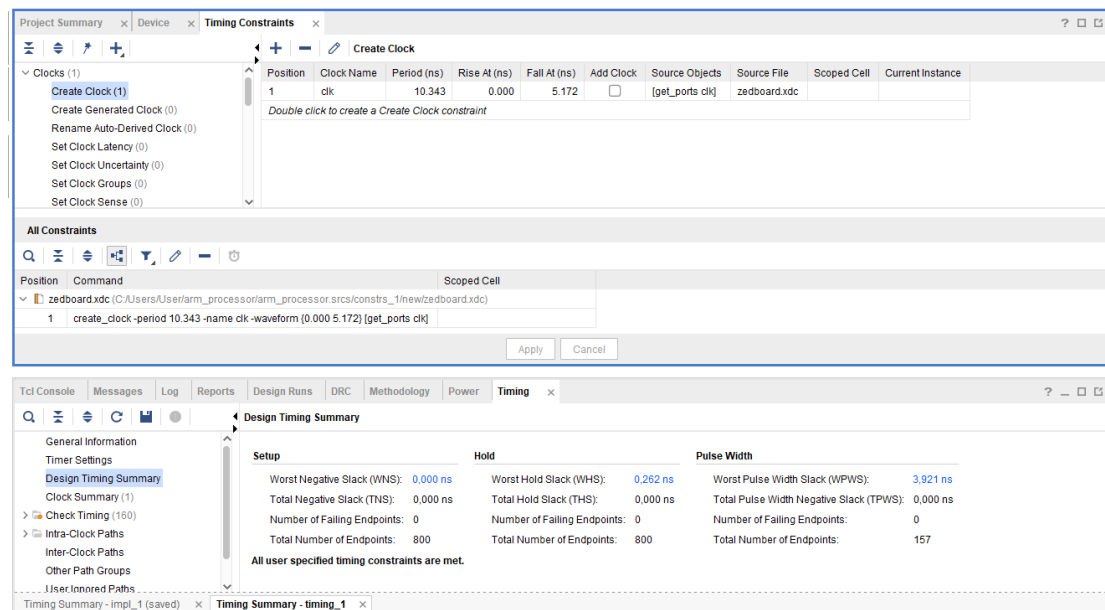 Project Summary × Device × Timing Constraints ×
Create Clock
Clocks (1)
Create Clock (1)
Create Generated Clock (0)
Rename Auto-Derived Clock (0)
Set Clock Latency (0)
Set Clock Uncertainty (0)
Set Clock Groups (0)
Set Clock Sense (0)
Position Clock Name Period (ns) Rise At (ns) Fall At (ns) Add Clock Source Objects Source File Scoped Cell Current Instance
1 clk 10.343 0.000 5.172 [get_ports clk] zedboard.xdc
Double click to create a Create Clock constraint
All Constraints
Position Command Scoped Cell
zedboard.xdc (C:/Users/User/arm_processor/arm_processor.srcs/constrs_1/new/zedboard.xdc)
1 create_clock -period 10.343 -name clk -waveform {0.000 5.172} [get_ports clk]
Apply Cancel
Tcl Console Messages Log Reports Design Runs DRC Methodology Power Timing ×
Design Timing Summary
General Information
Timer Settings
Design Timing Summary
Clock Summary (1)
Check Timing (160)
Intra-Clock Paths
Inter-Clock Paths
Other Path Groups
User Ignored Paths
Setup Hold Pulse Width
Worst Negative Slack (WNS): 0,000 ns Worst Hold Slack (WHS): 0,262 ns Worst Pulse Width Slack (WPWS): 3,921 ns
Total Negative Slack (TNS): 0,000 ns Total Hold Slack (THS): 0,000 ns Total Pulse Width Negative Slack (TPWS): 0,000 ns
Number of Failing Endpoints: 0 Number of Failing Endpoints: 0 Number of Failing Endpoints: 0
Total Number of Endpoints: 800 Total Number of Endpoints: 800 Total Number of Endpoints: 157
All user specified timing constraints are met.
Timing Summary - impl_1 (saved) × Timing Summary - timing_1 ×